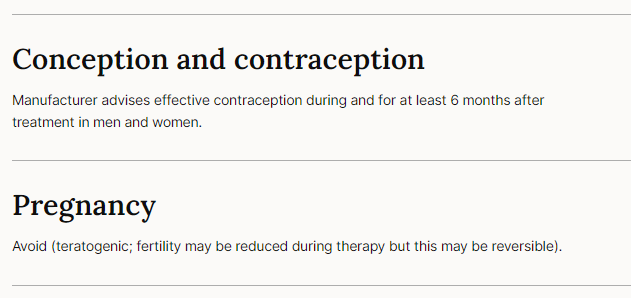 Conception and contraception
Manufacturer advises effective contraception during and for at least 6 months after
treatment in men and women.
Pregnancy
Avoid (teratogenic; fertility may be reduced during therapy but this may be reversible).